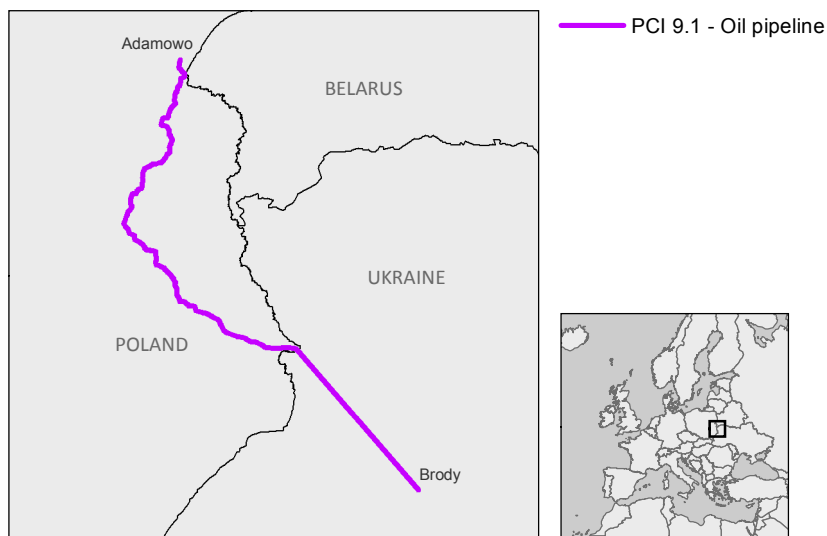 Adamowo
PCI 9.1 - Oil pipeline
BELARUS
UKRAINE
POLAND
Brody